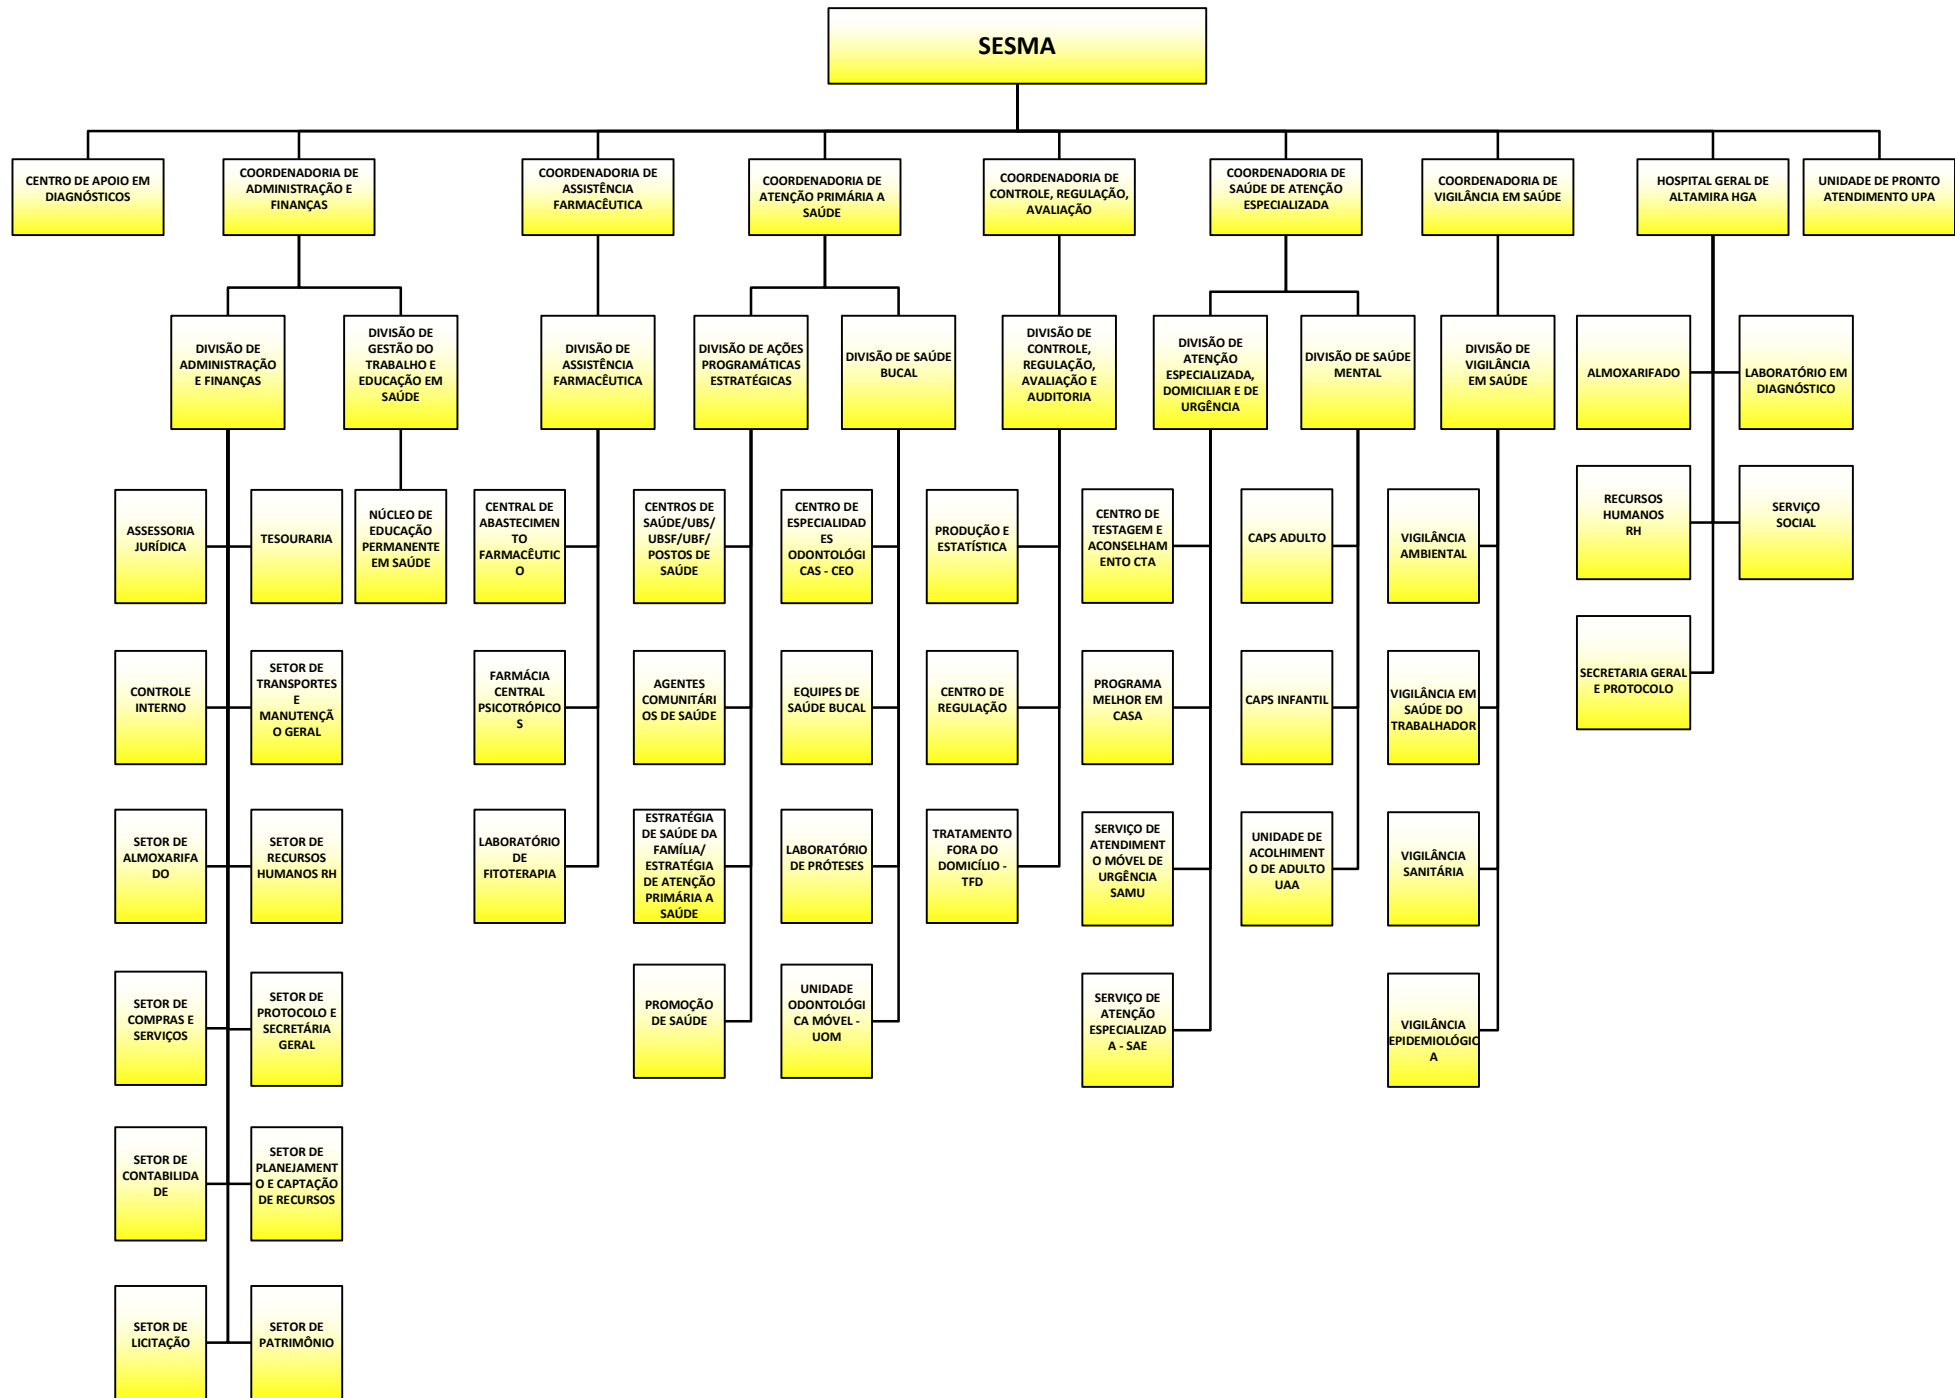 SESMA
CENTRO DE APOIO EM
DIAGNÓSTICOS
COORDENADORIA DE
ADMINISTRAÇÃO E
FINANÇAS
COORDENADORIA DE
ASSISTÊNCIA
FARMACÊUTICA
COORDENADORIA DE
ATENÇÃO PRIMÁRIA A
SAÚDE
COORDENADORIA DE
CONTROLE, REGULAÇÃO,
AVALIAÇÃO
COORDENADORIA DE
SAÚDE DE ATENÇÃO
ESPECIALIZADA
COORDENADORIA DE
VIGILÂNCIA EM SAÚDE
HOSPITAL GERAL DE
ALTAMIRA HGA
UNIDADE DE PRONTO
ATENDIMENTO UPA
DIVISÃO DE
ADMINISTRAÇÃO
E FINANÇAS
DIVISÃO DE
GESTÃO DO
TRABALHO E
EDUCAÇÃO EM
SAÚDE
DIVISÃO DE
ASSISTÊNCIA
FARMACÊUTICA
DIVISÃO DE AÇÕES
PROGRAMÁTICAS
ESTRATÉGICAS
DIVISÃO DE SAÚDE
BUCAL
DIVISÃO DE
CONTROLE,
REGULAÇÃO,
AVALIAÇÃO E
AUDITORIA
DIVISÃO DE
ATENÇÃO
ESPECIALIZADA,
DOMICILIAR E DE
URGÊNCIA
DIVISÃO DE SAÚDE
MENTAL
DIVISÃO DE
VIGILÂNCIA
EM SAÚDE
ALMOXARIFADO
LABORATÓRIO EM
DIAGNÓSTICO
ASSESSORIA
JURÍDICA
TESOURARIA
NÚCLEO DE
EDUCAÇÃO
PERMANENTE
EM SAÚDE
CENTRAL DE
ABASTECIMEN
TO
FARMACÊUTIC
O
CENTROS DE
SAÚDE/UBS/
UBSF/UBF/
POSTOS DE
SAÚDE
CENTRO DE
ESPECIALIDAD
ES
ODONTOLÓGI
CAS - CEO
PRODUÇÃO E
ESTATÍSTICA
CENTRO DE
TESTAGEM E
ACONSELHAM
ENTO CTA
CAPS ADULTO
VIGILÂNCIA
AMBIENTAL
RECURSOS
HUMANOS
RH
SERVIÇO
SOCIAL
CONTROLE
INTERNO
SETOR DE
TRANSPORTES
E
MANUTENÇÃ
O GERAL
FARMÁCIA
CENTRAL
PSICOTRÓPICO
S
AGENTES
COMUNITÁRI
OS DE SAÚDE
EQUIPES DE
SAÚDE BUCAL
CENTRO DE
REGULAÇÃO
PROGRAMA
MELHOR EM
CASA
CAPS INFANTIL
VIGILÂNCIA EM
SAÚDE DO
TRABALHADOR
SECRETARIA GERAL
E PROTOCOLO
SETOR DE
ALMOXARIFA
DO
SETOR DE
RECURSOS
HUMANOS RH
LABORATÓRIO
DE
FITOTERAPIA
ESTRATÉGIA
DE SAÚDE DA
FAMÍLIA/
ESTRATÉGIA
DE ATENÇÃO
PRIMÁRIA A
SAÚDE
LABORATÓRIO
DE PRÓTESES
TRATAMENTO
FORA DO
DOMICÍLIO -
TFD
SERVIÇO DE
ATENDIMENT
O MÓVEL DE
URGÊNCIA
SAMU
UNIDADE DE
ACOLHIMENT
O DE ADULTO
UAA
VIGILÂNCIA
SANITÁRIA
SETOR DE
COMPRAS E
SERVIÇOS
SETOR DE
PROTOCOLO E
SECRETÁRIA
GERAL
PROMOÇÃO
DE SAÚDE
UNIDADE
ODONTOLÓGI
CA MÓVEL -
UOM
SERVIÇO DE
ATENÇÃO
ESPECIALIZAD
A - SAE
VIGILÂNCIA
EPIDEMIOLÓGIC
A
SETOR DE
CONTABILIDA
DE
SETOR DE
PLANEJAMENT
O E CAPTAÇÃO
DE RECURSOS
SETOR DE
LICITAÇÃO
SETOR DE
PATRIMÔNIO